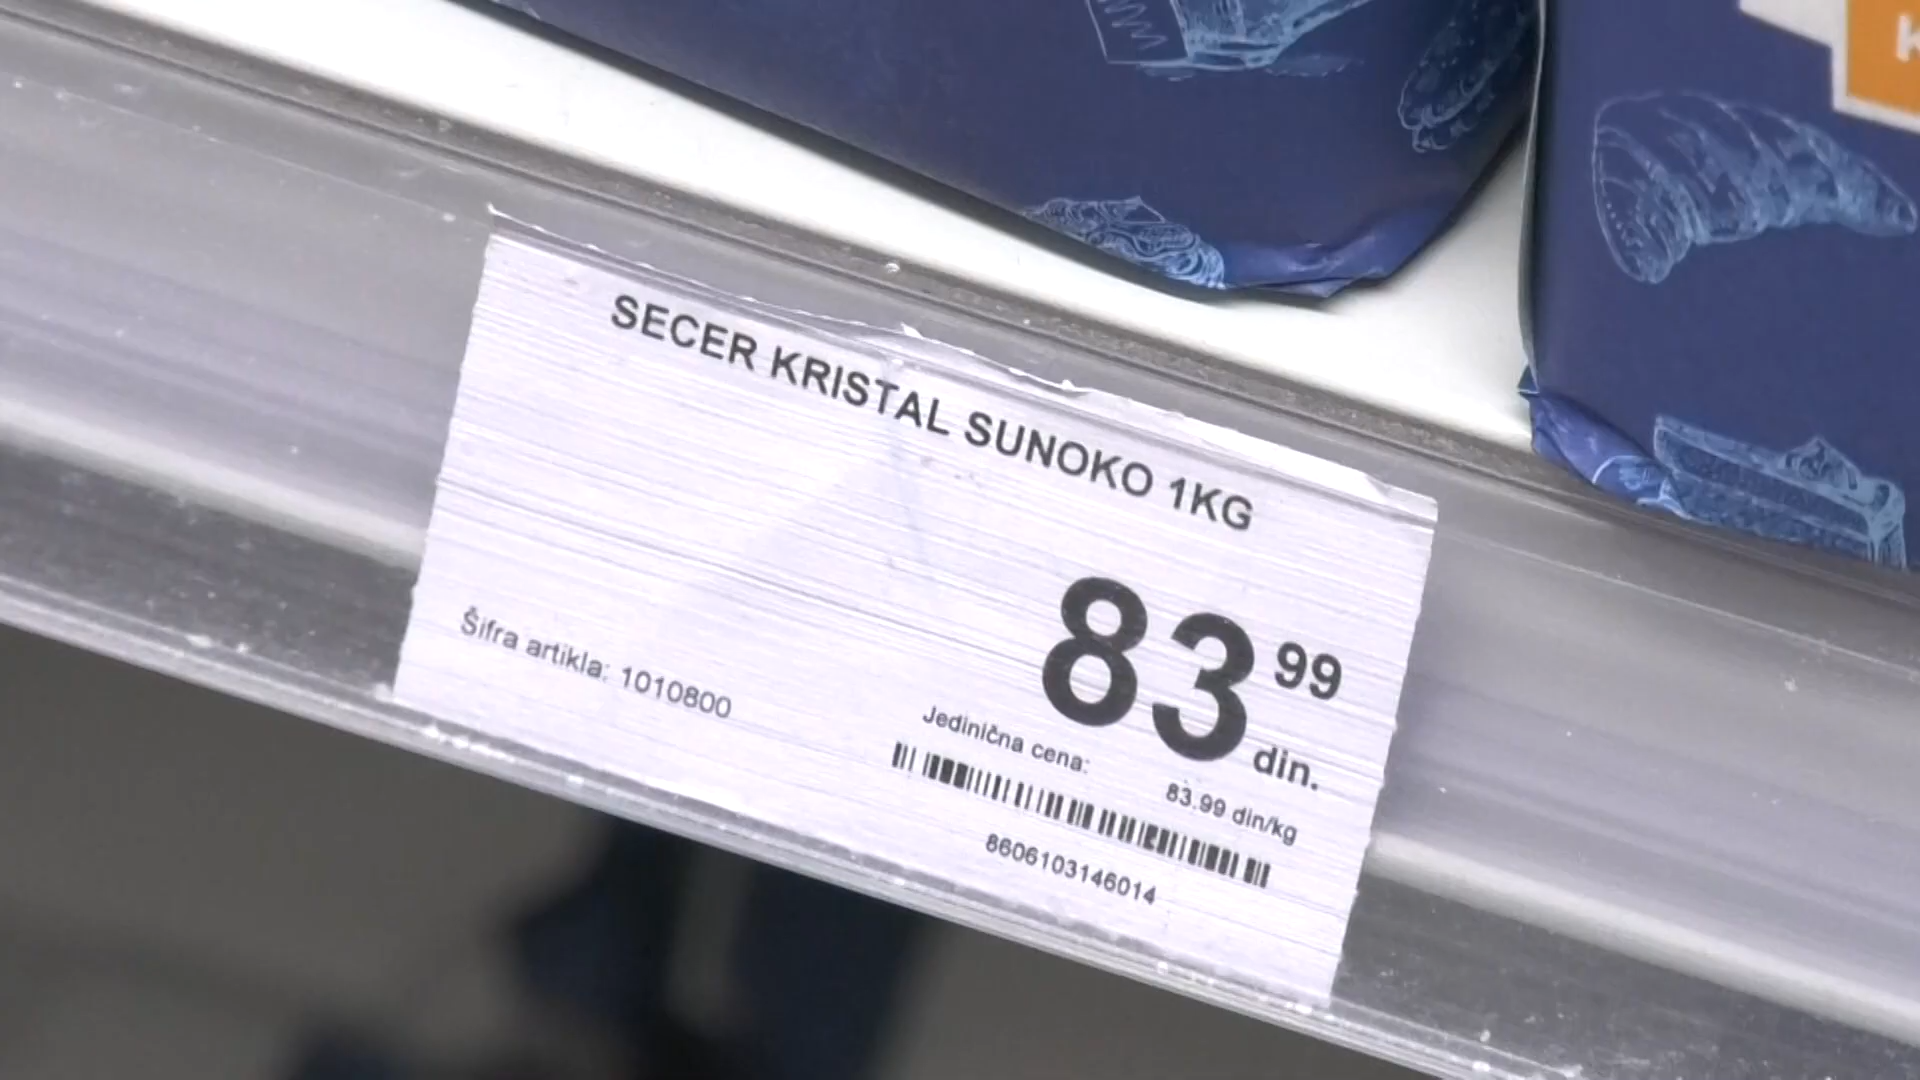 SECER KRISTAL SUNOKO 1KG
83 99
din.
Šifra artikla: 1010800
Jedinična cena:
83.99 din/kg
8606103146014
K